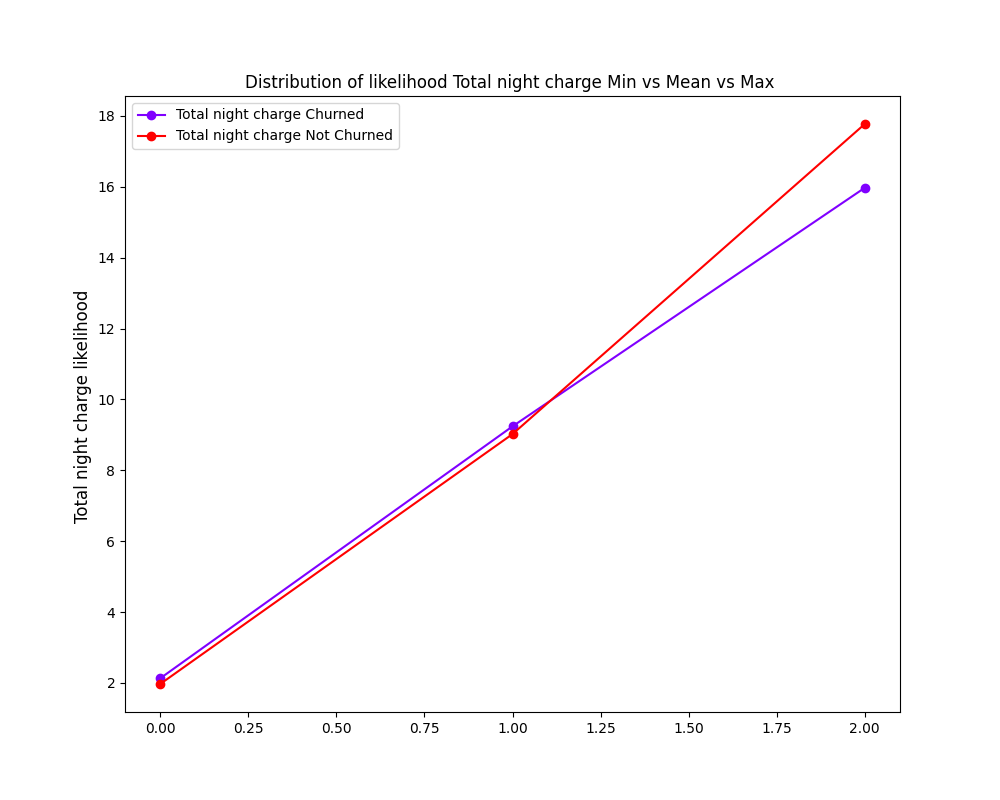 Distribution of likelihood Total night charge Min vs Mean vs Max
Total night charge Churned
Total night charge Not Churned
Total night charge likelihood
18
16
14
12
10
8
6
4
2
0.00 0.25 0.50 0.75 1.00 1.25 1.50 1.75 2.00